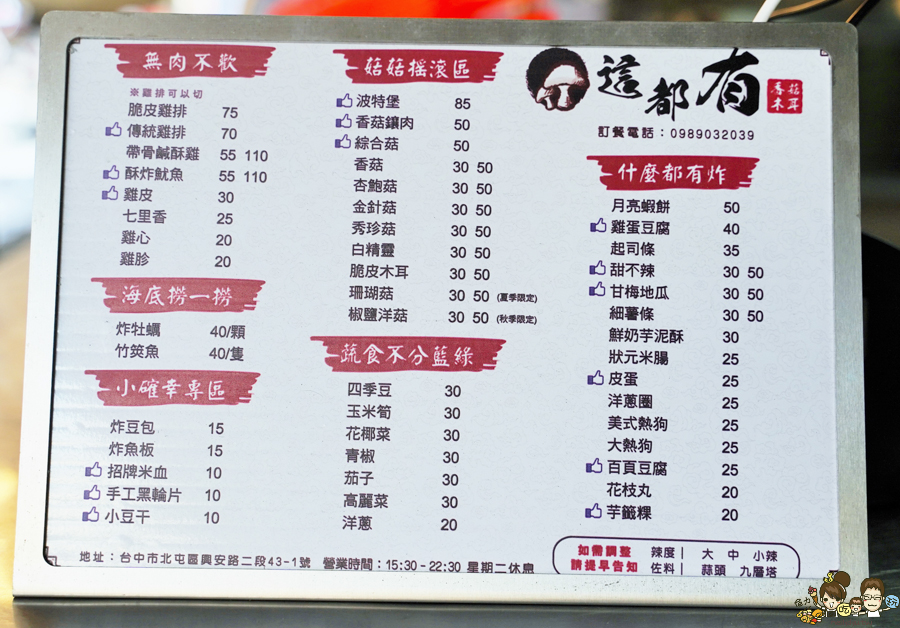 無肉不歡
※雞排可以切
脆皮雞排 75
傳統雞排 70
帶骨鹹酥雞 55 110
酥炸魷魚 55 110
雞皮 30
七里香 25
雞心 20
雞胗 20
海底撈一撈
炸牡蠣 40/顆
竹筴魚 40/隻
小確幸專區
炸豆包 15
炸魚板 15
招牌米血 10
手工黑輪片 10
小豆干 10
菇菇搖滾區
波特堡 85
香菇鑲肉 50
綜合菇 50
香菇 30 50
杏鮑菇 30 50
金針菇 30 50
秀珍菇 30 50
白精靈 30 50
脆皮木耳 30 50
珊瑚菇 30 50 (夏季限定)
椒鹽洋菇 30 50 (秋季限定)
蔬食不分藍綠
四季豆 30
玉米筍 30
花椰菜 30
青椒 30
茄子 30
高麗菜 30
洋蔥 20
這都有
香菇
木耳
訂餐電話：0989032039
什麼都有炸
月亮蝦餅 50
雞蛋豆腐 40
起司條 35
甜不辣 30 50
甘梅地瓜 30 50
細薯條 30 50
鮮奶芋泥酥 30
狀元米腸 25
皮蛋 25
洋蔥圈 25
美式熱狗 25
大熱狗 25
百頁豆腐 25
花枝丸 20
芋籤粿 20
地址：台中市北屯區興安路二段43-1號 營業時間：15:30-22:30 星期二休息
如需調整 辣度| 大 中 小辣
請提早告知 佐料| 蒜頭 九層塔